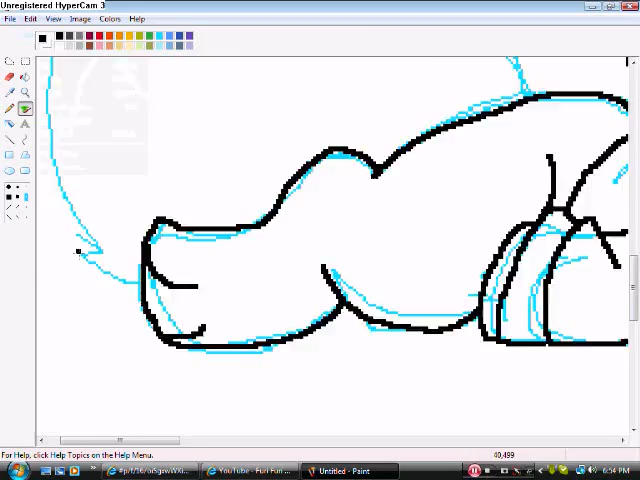 Unregistered HyperCam 3
File Edit View Image Colors Help
A
For Help, click Help Topics on the Help Menu.
40,499
YouTube - Furi Fun ...
Untitled - Paint
6:54 PM